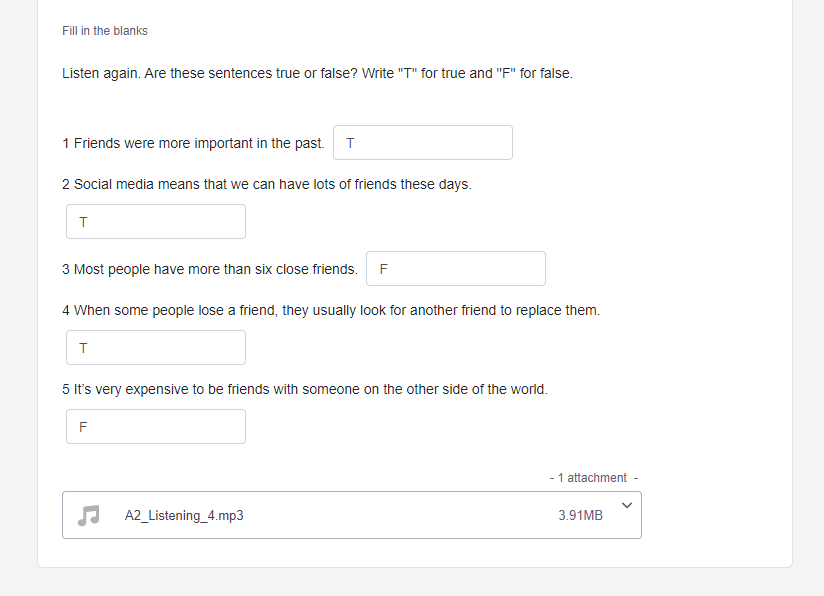 Fill in the blanks
Listen again. Are these sentences true or false? Write "T" for true and "F" for false.
1 Friends were more important in the past. T
2 Social media means that we can have lots of friends these days.
T
3 Most people have more than six close friends. F
4 When some people lose a friend, they usually look for another friend to replace them.
T
5 It’s very expensive to be friends with someone on the other side of the world.
F
- 1 attachment -
A2_Listening_4.mp3 3.91MB